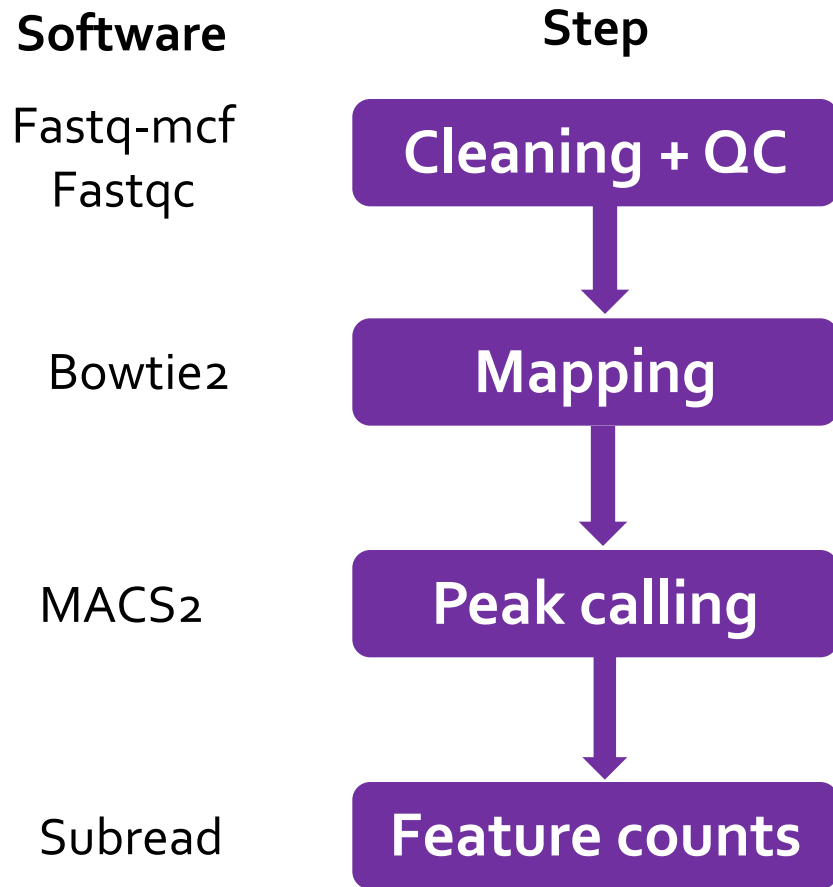 Software Step
Fastq-mcf
Fastqc
Cleaning + QC
Bowtie2 Mapping
MACS2 Peak calling
Subread Feature counts